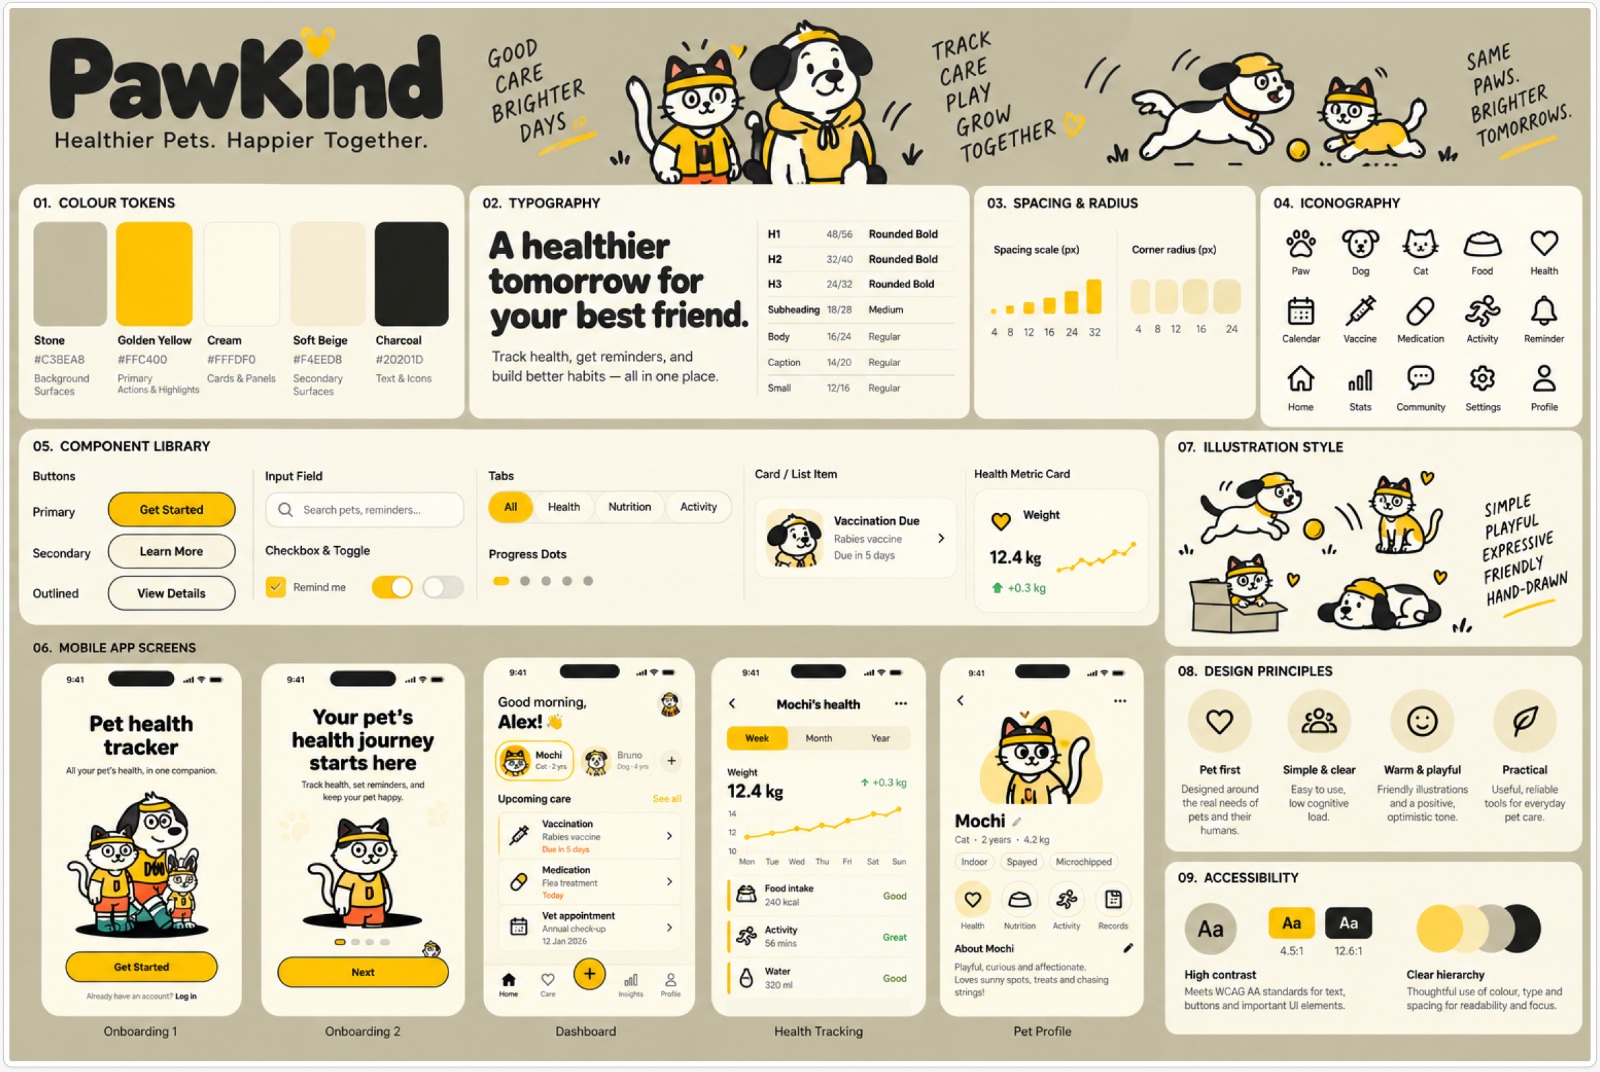 PawKind
Healthier Pets. Happier Together.
GOOD
CARE
BRIGHTER
DAYS
TRACK
CARE
PLAY
GROW
TOGETHER
SAME
PAWS.
BRIGHTER
TOMORROWS.
01. COLOUR TOKENS
Stone
#C3BEA8
Background
Surfaces
Golden Yellow
#FFC400
Primary
Actions & Highlights
Cream
#FFFDF0
Cards & Panels
Soft Beige
#F4EED8
Secondary
Surfaces
Charcoal
#20201D
Text & Icons
02. TYPOGRAPHY
A healthier
tomorrow for
your best friend.
Track health, get reminders, and
build better habits — all in one place.
H1 48/56 Rounded Bold
H2 32/40 Rounded Bold
H3 24/32 Rounded Bold
Subheading 18/28 Medium
Body 16/24 Regular
Caption 14/20 Regular
Small 12/16 Regular
03. SPACING & RADIUS
Spacing scale (px)
4 8 12 16 24 32
Corner radius (px)
4 8 12 16 24
04. ICONOGRAPHY
Paw Dog Cat Food Health
Calendar Vaccine Medication Activity Reminder
Home Stats Community Settings Profile
05. COMPONENT LIBRARY
Buttons
Primary
Get Started
Secondary
Learn More
Outlined
View Details
Input Field
Search pets, reminders...
Checkbox & Toggle
Remind me
Tabs
All Health Nutrition Activity
Progress Dots
Card / List Item
Vaccination Due
Rabies vaccine
Due in 5 days
Health Metric Card
Weight
12.4 kg
+0.3 kg
07. ILLUSTRATION STYLE
SIMPLE
PLAYFUL
EXPRESSIVE
FRIENDLY
HAND-DRAWN
06. MOBILE APP SCREENS
9:41
Pet health
tracker
All your pet's health, in one companion.
D
D
Get Started
Already have an account? Log in
Onboarding 1
9:41
Your pet's
health journey
starts here
Track health, set reminders, and
keep your pet happy.
D
Next
Onboarding 2
9:41
Good morning,
Alex!
Mochi
Cat · 2 yrs
Bruno
Dog · 4 yrs
+
Upcoming care
See all
Vaccination
Rabies vaccine
Due in 5 days
Medication
Flea treatment
Today
Vet appointment
Annual check-up
12 Jan 2026
+
Home Care Insights Profile
Dashboard
9:41
Mochi's health
Week Month Year
Weight
12.4 kg
+0.3 kg
14
12
10
Mon Tue Wed Thu Fri Sat Sun
Food intake
240 kcal
Good
Activity
56 mins
Great
Water
320 ml
Good
Health Tracking
9:41
Mochi
Cat · 2 years · 4.2 kg
Indoor Spayed Microchipped
Health Nutrition Activity Records
About Mochi
Playful, curious and affectionate.
Loves sunny spots, treats and chasing
strings!
Pet Profile
08. DESIGN PRINCIPLES
Pet first
Designed around
the real needs of
pets and their
humans.
Simple & clear
Easy to use,
low cognitive
load.
Warm & playful
Friendly illustrations
and a positive,
optimistic tone.
Practical
Useful, reliable
tools for everyday
pet care.
09. ACCESSIBILITY
Aa
Aa
4.5:1
Aa
12.6:1
High contrast
Meets WCAG AA standards for text,
buttons and important UI elements.
Clear hierarchy
Thoughtful use of colour, type and
spacing for readability and focus.